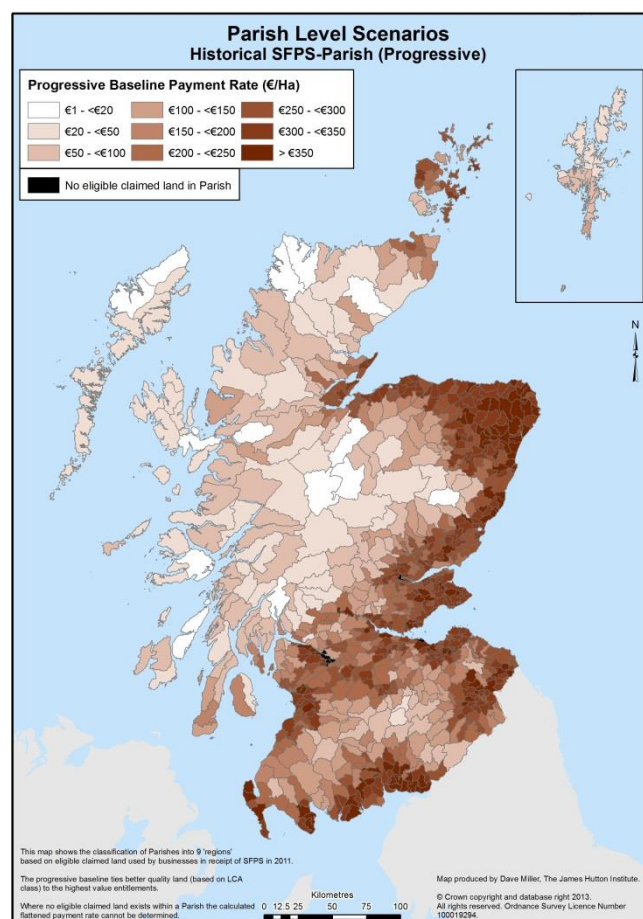 Parish Level Scenarios
Historical SFPS-Parish (Progressive)
Progressive Baseline Payment Rate (€/Ha)
€1 - <€20 €100 - <€150 €250 - <€300
€20 - <€50 €150 - <€200 €300 - <€350
€50 - <€100 €200 - <€250 > €350
No eligible claimed land in Parish
N
This map shows the classification of Parishes into 9 'regions'
based on eligible claimed land used by businesses in receipt of SFPS in 2011.
The progressive baseline ties better quality land (based on LCA
class) to the highest value entitlements.
Where no eligible claimed land exists within a Parish the calculated
flattened payment rate cannot be determined.
Kilometres
0 12.5 25 50 75 100
Map produced by Dave Miller, The James Hutton Institute.
© Crown copyright and database right 2013.
All rights reserved. Ordnance Survey Licence Number
100019294.